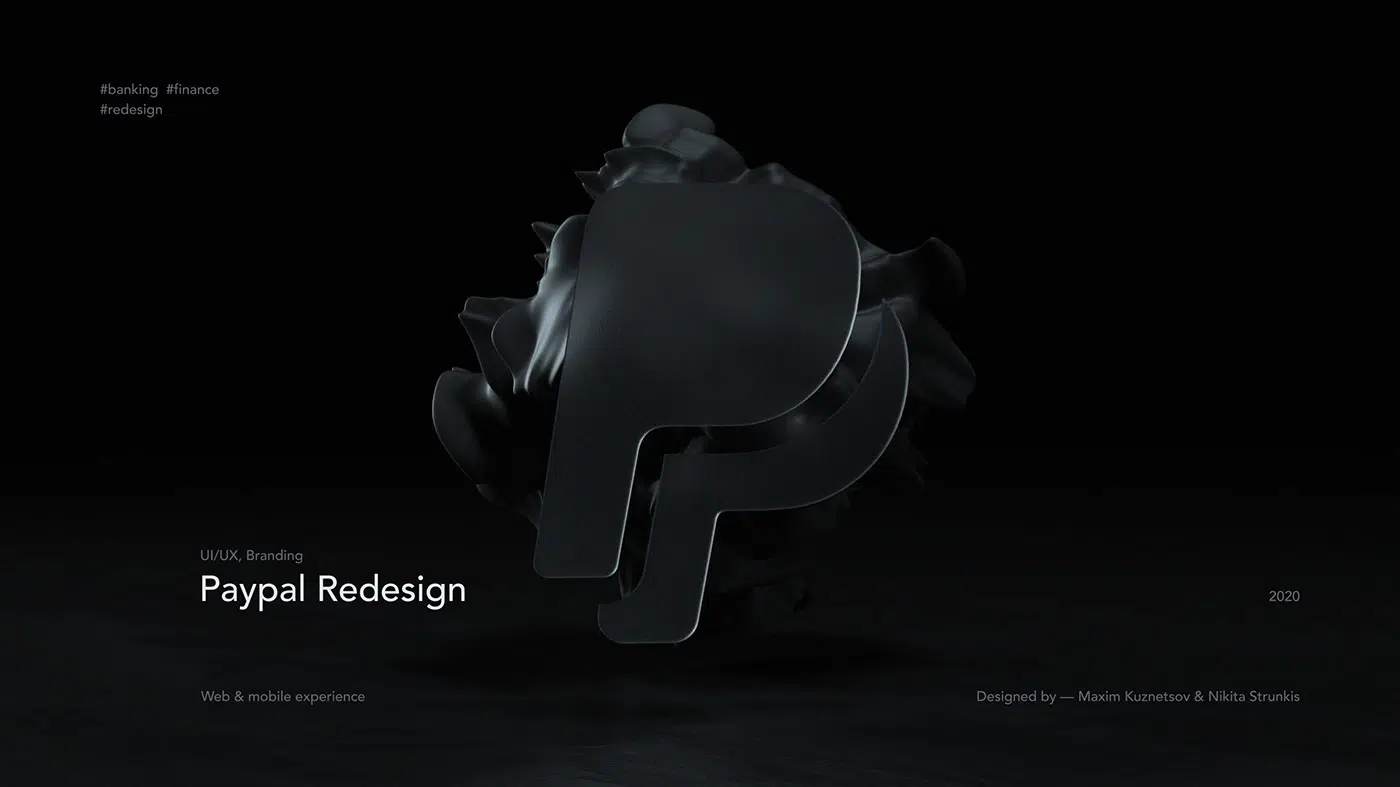 #banking #finance
#redesign
UI/UX, Branding
Paypal Redesign
2020
Web & mobile experience
Designed by — Maxim Kuznetsov & Nikita Strunkis